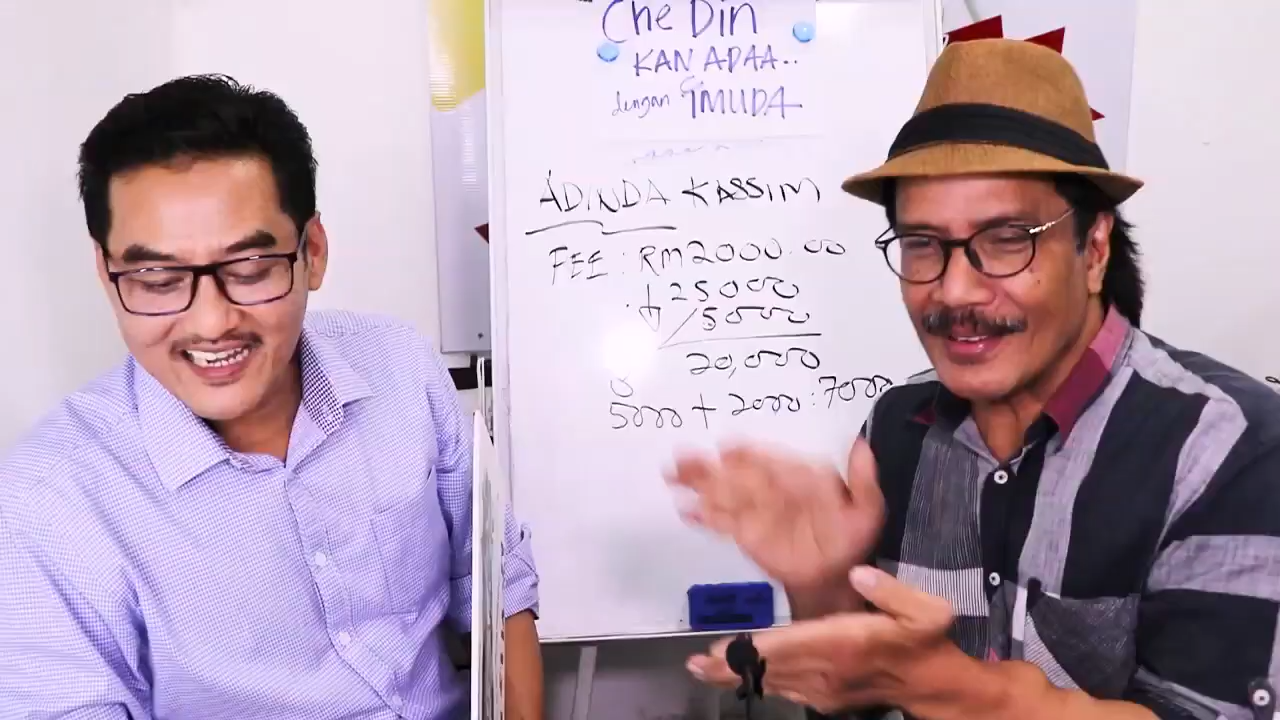 Che Din
KAN ADAA..
dengan IMUDA
ADINDA KASSIM
FEE : RM2000.00
25000
5000
20,000
5000 + 2000 : 7000